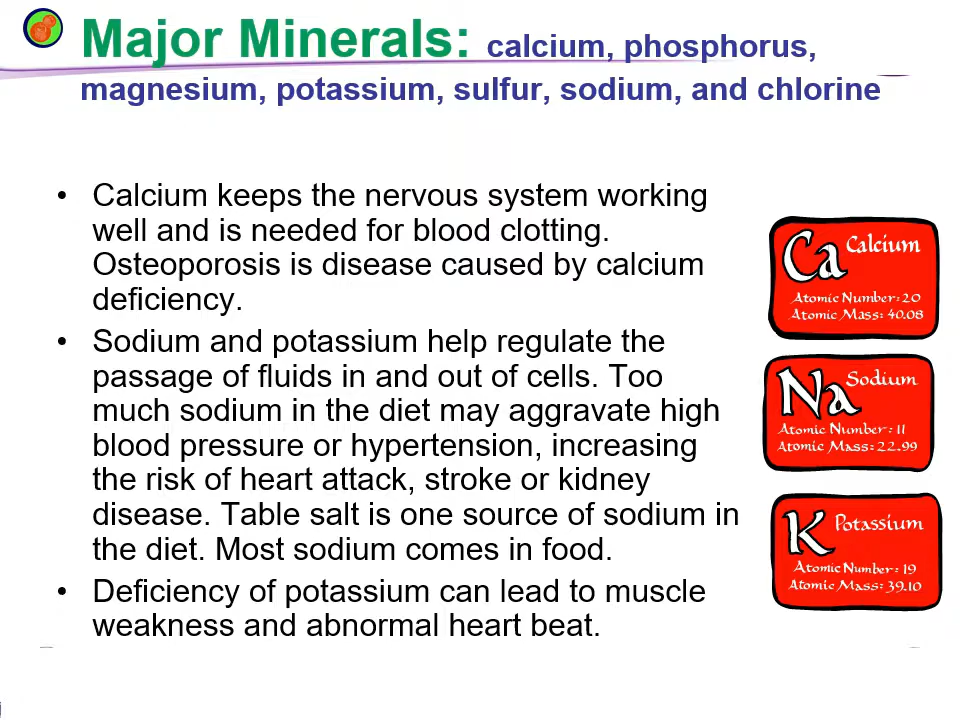 Major Minerals: calcium, phosphorus,
magnesium, potassium, sulfur, sodium, and chlorine
• Calcium keeps the nervous system working
well and is needed for blood clotting.
Osteoporosis is disease caused by calcium
deficiency.
• Sodium and potassium help regulate the
passage of fluids in and out of cells. Too
much sodium in the diet may aggravate high
blood pressure or hypertension, increasing
the risk of heart attack, stroke or kidney
disease. Table salt is one source of sodium in
the diet. Most sodium comes in food.
• Deficiency of potassium can lead to muscle
weakness and abnormal heart beat.
Ca Calcium
Atomic Number: 20
Atomic Mass: 40.08
Na Sodium
Atomic Number: 11
Atomic Mass: 22.99
K Potassium
Atomic Number: 19
Atomic Mass: 39.10